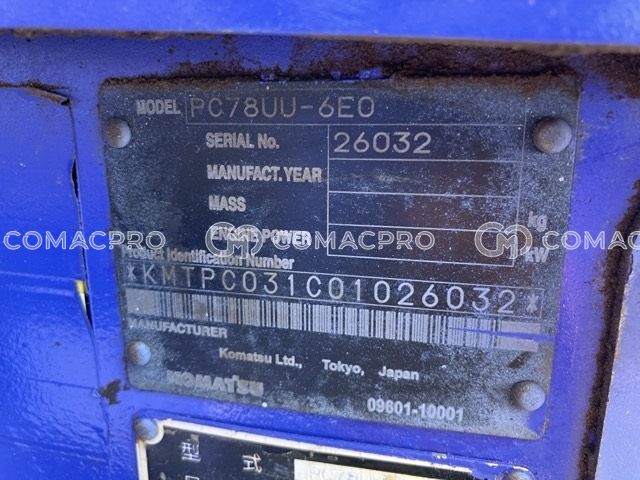 MODEL PC78UU-6E0
SERIAL No. 26032
MANUFACT. YEAR
MASS kg
ENGINE POWER kW
COMACPRO COMACPRO COMACPRO
Product Identification Number
*KMTPC031C01026032*
MANUFACTURER
Komatsu Ltd., Tokyo, Japan
KOMATSU
09601-10001
型 式 PC78UU